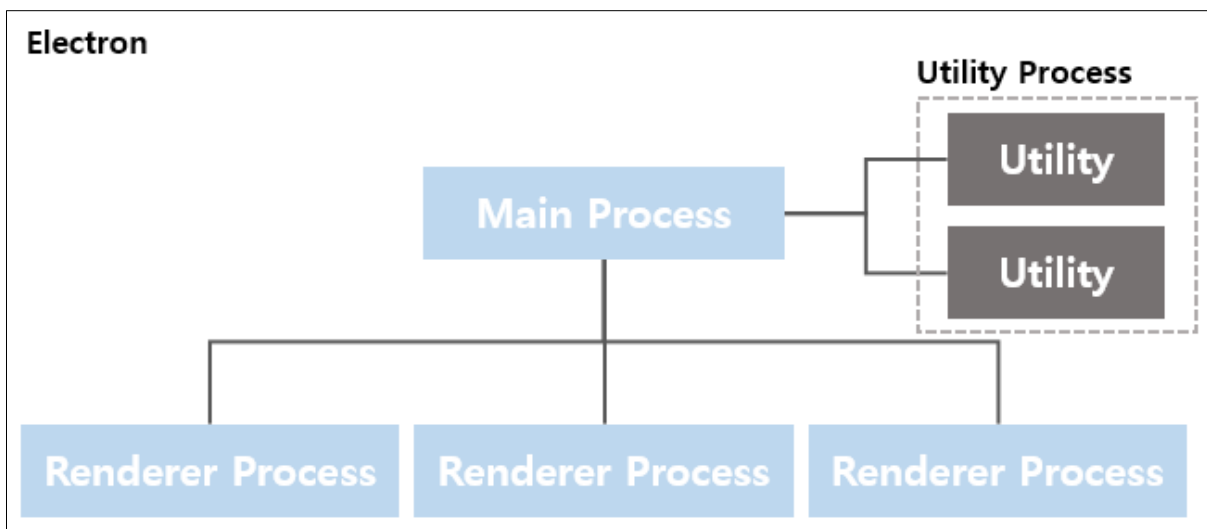 Electron
Utility Process
Utility
Main Process
Utility
Renderer Process
Renderer Process
Renderer Process